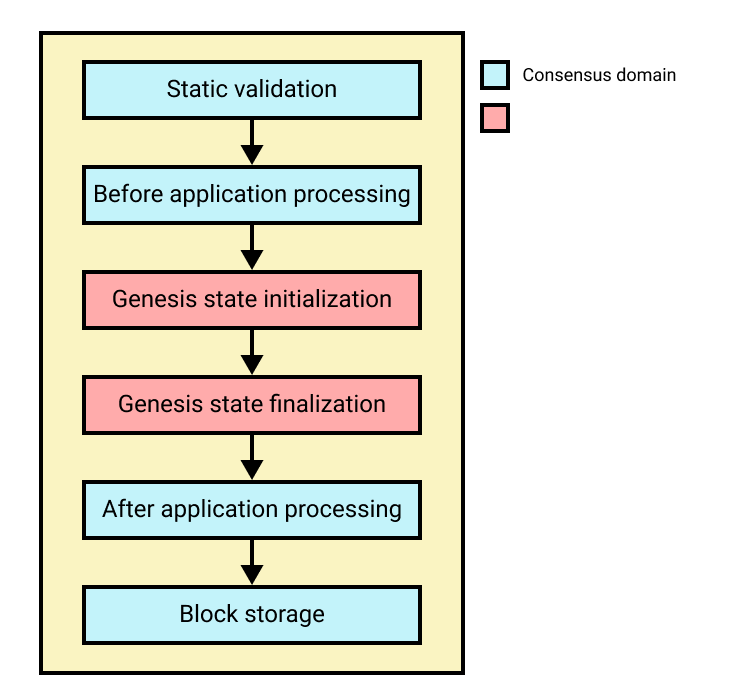 Static validation
Before application processing
Genesis state initialization
Genesis state finalization
After application processing
Block storage
Consensus domain